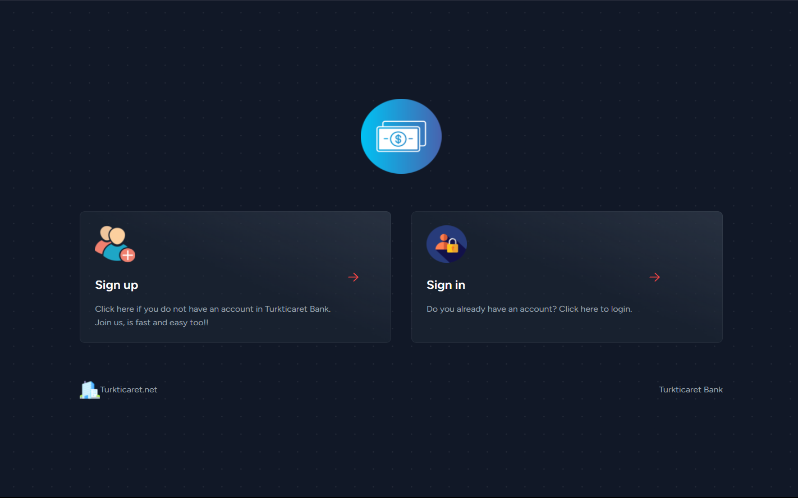 Sign up
Click here if you do not have an account in Turkticaret Bank.
Join us, is fast and easy too!!
Sign in
Do you already have an account? Click here to login.
Turkticaret.net
Turkticaret Bank